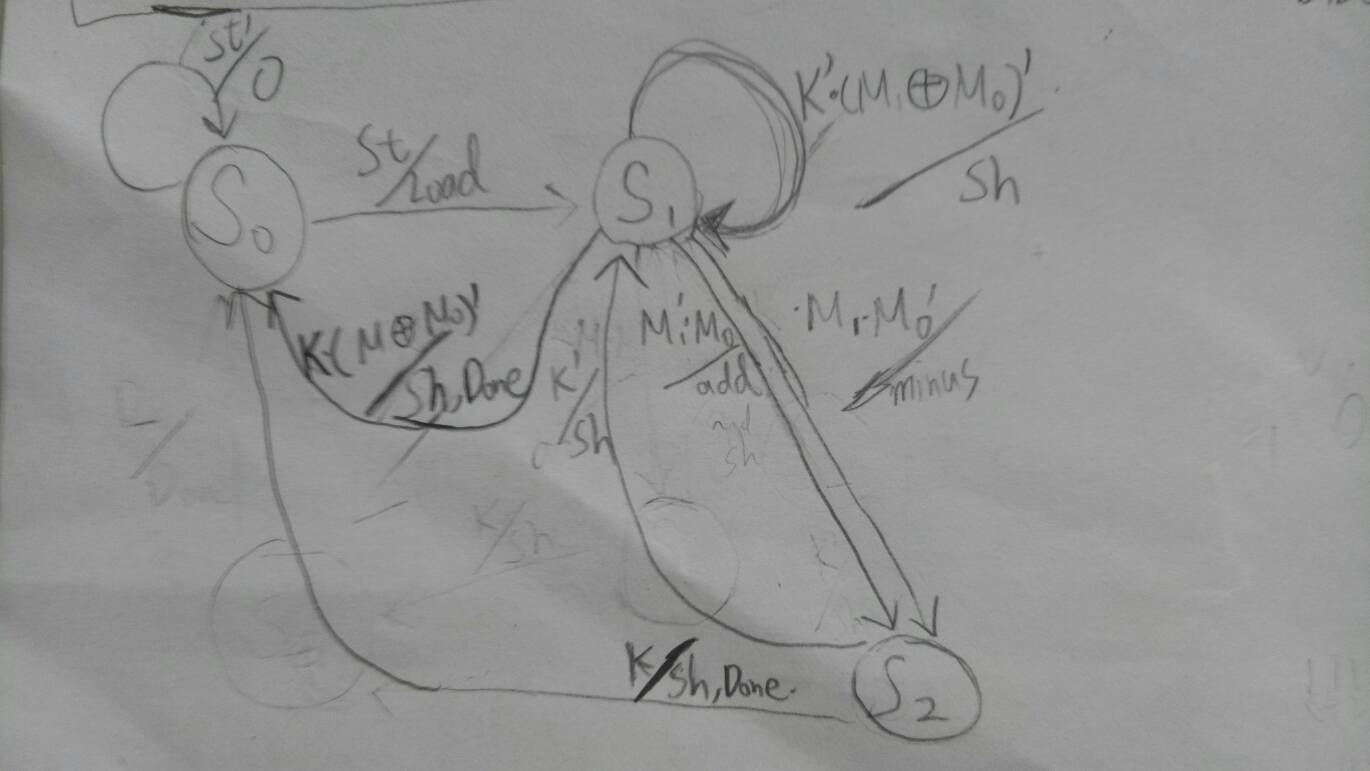 St'/0
S₀
St/Load
S₁
K'·(M₁⊕M₀)'/Sh
K·(M⊕M₀)'/Sh,Done
K'/Sh
M₁'·M₀/add
·M₁·M₀'/minus
and
sh
K/Sh
K/Sh,Done.
S₂